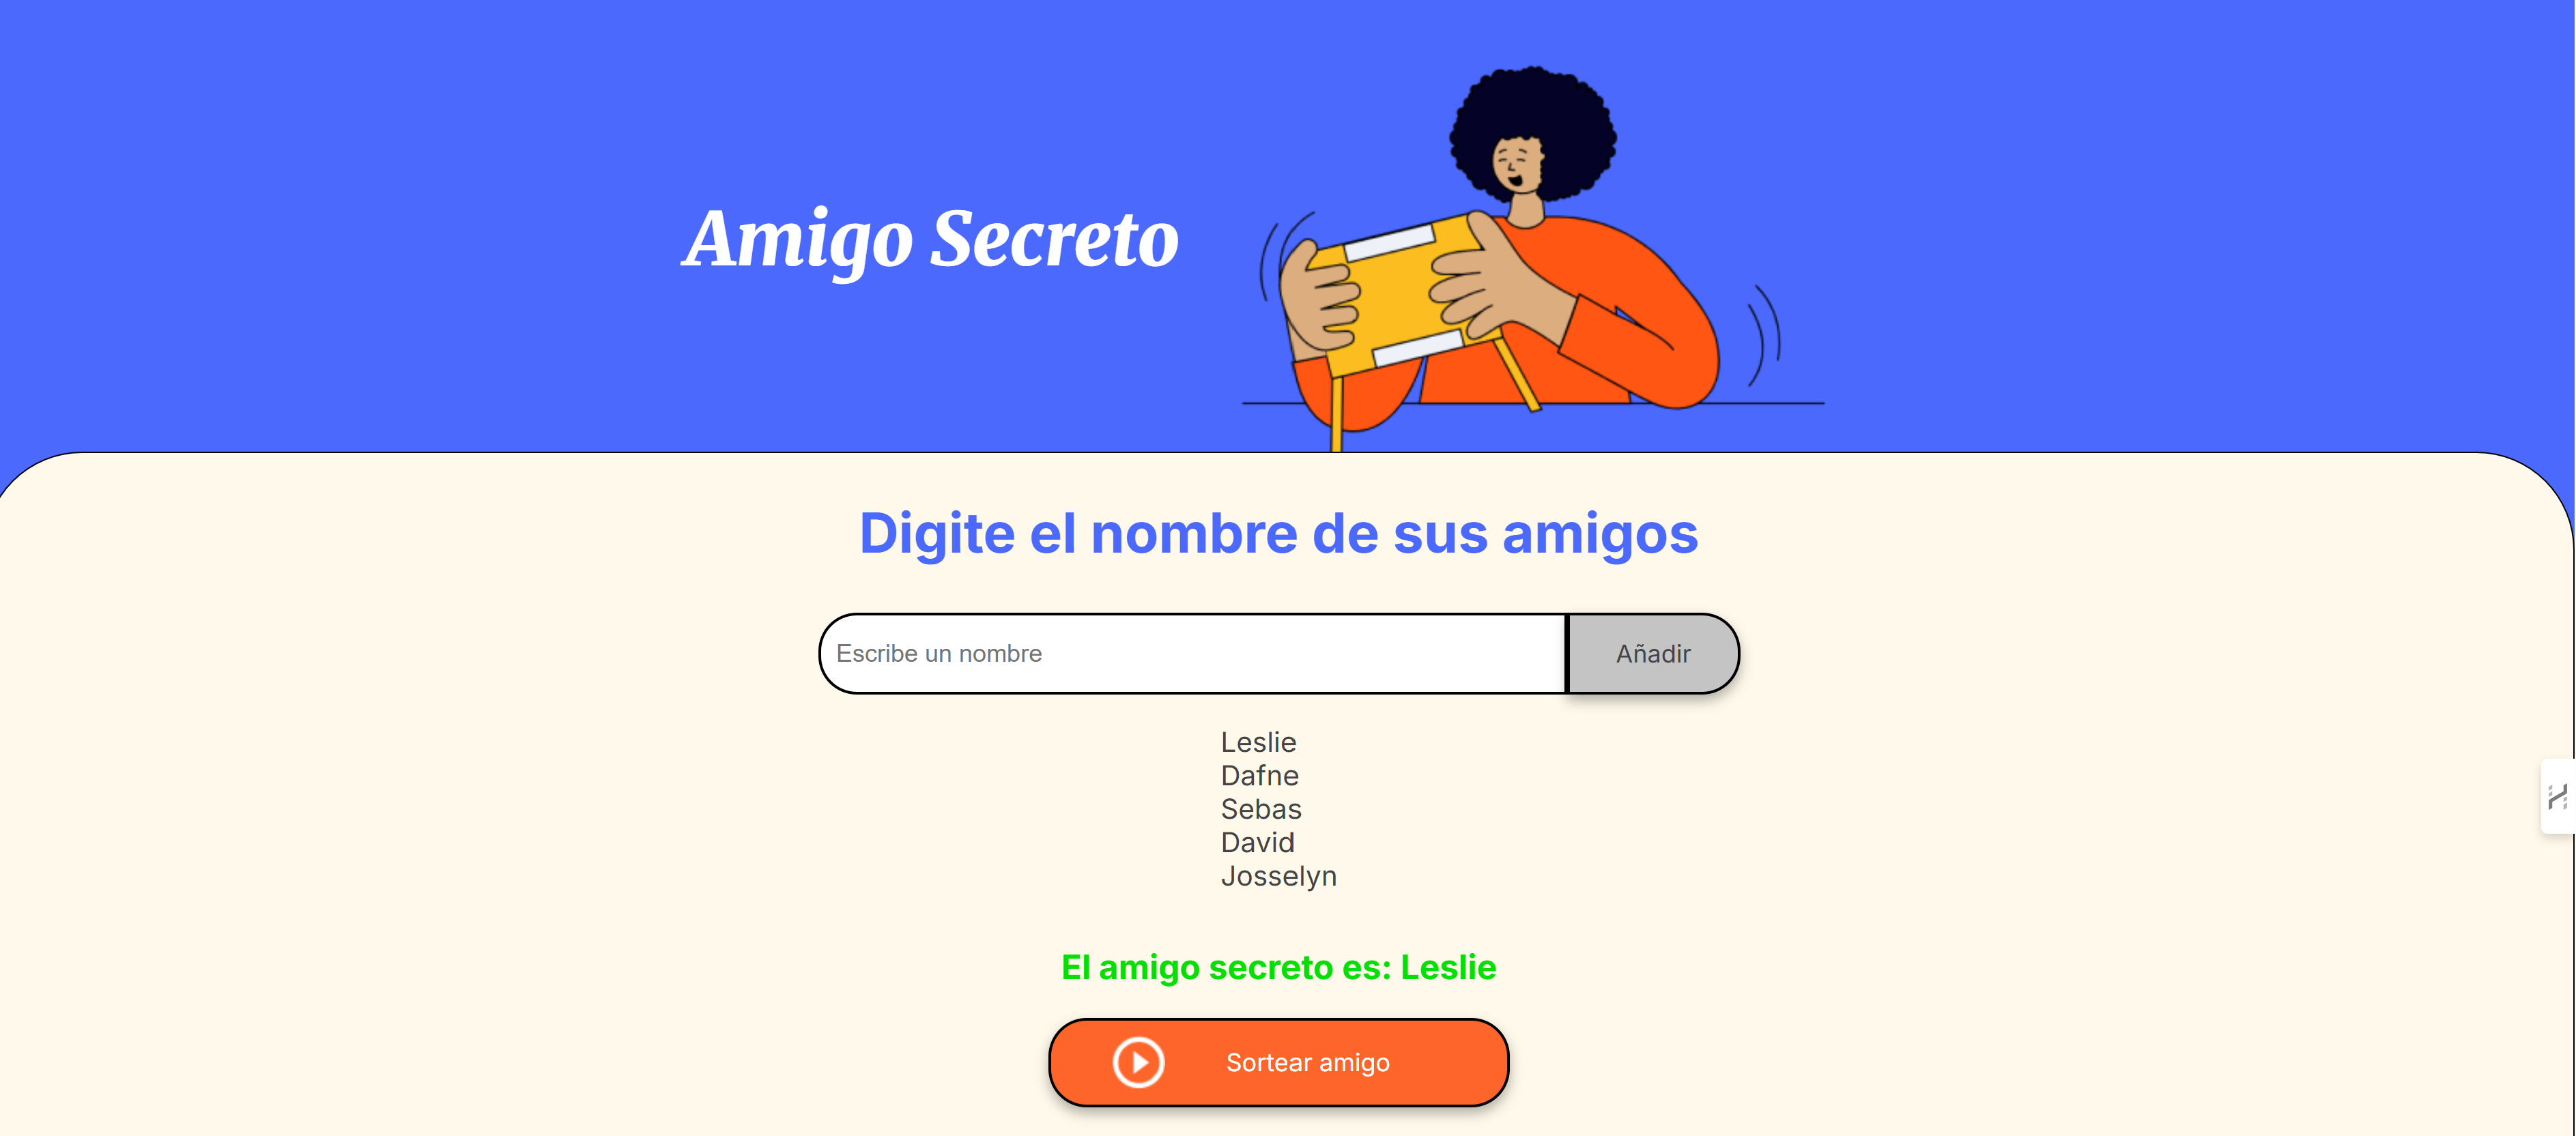 Amigo Secreto
Digite el nombre de sus amigos
Escribe un nombre
Añadir
Leslie
Dafne
Sebas
David
Josselyn
El amigo secreto es: Leslie
Sortear amigo